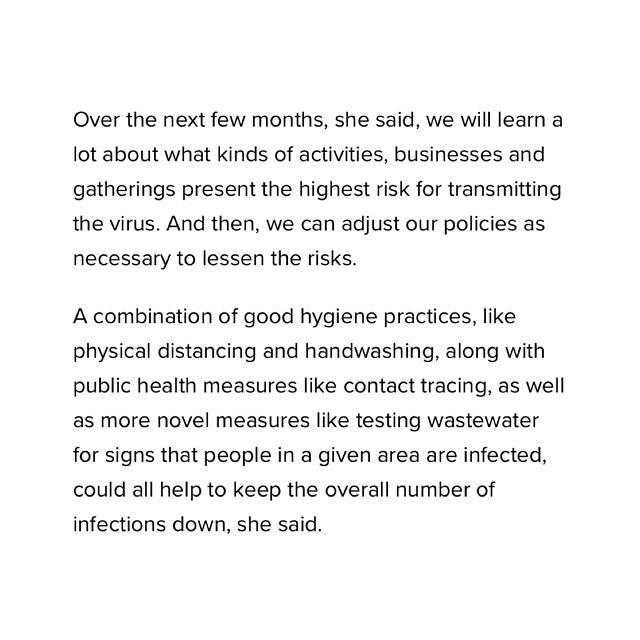 Over the next few months, she said, we will learn a
lot about what kinds of activities, businesses and
gatherings present the highest risk for transmitting
the virus. And then, we can adjust our policies as
necessary to lessen the risks.
A combination of good hygiene practices, like
physical distancing and handwashing, along with
public health measures like contact tracing, as well
as more novel measures like testing wastewater
for signs that people in a given area are infected,
could all help to keep the overall number of
infections down, she said.